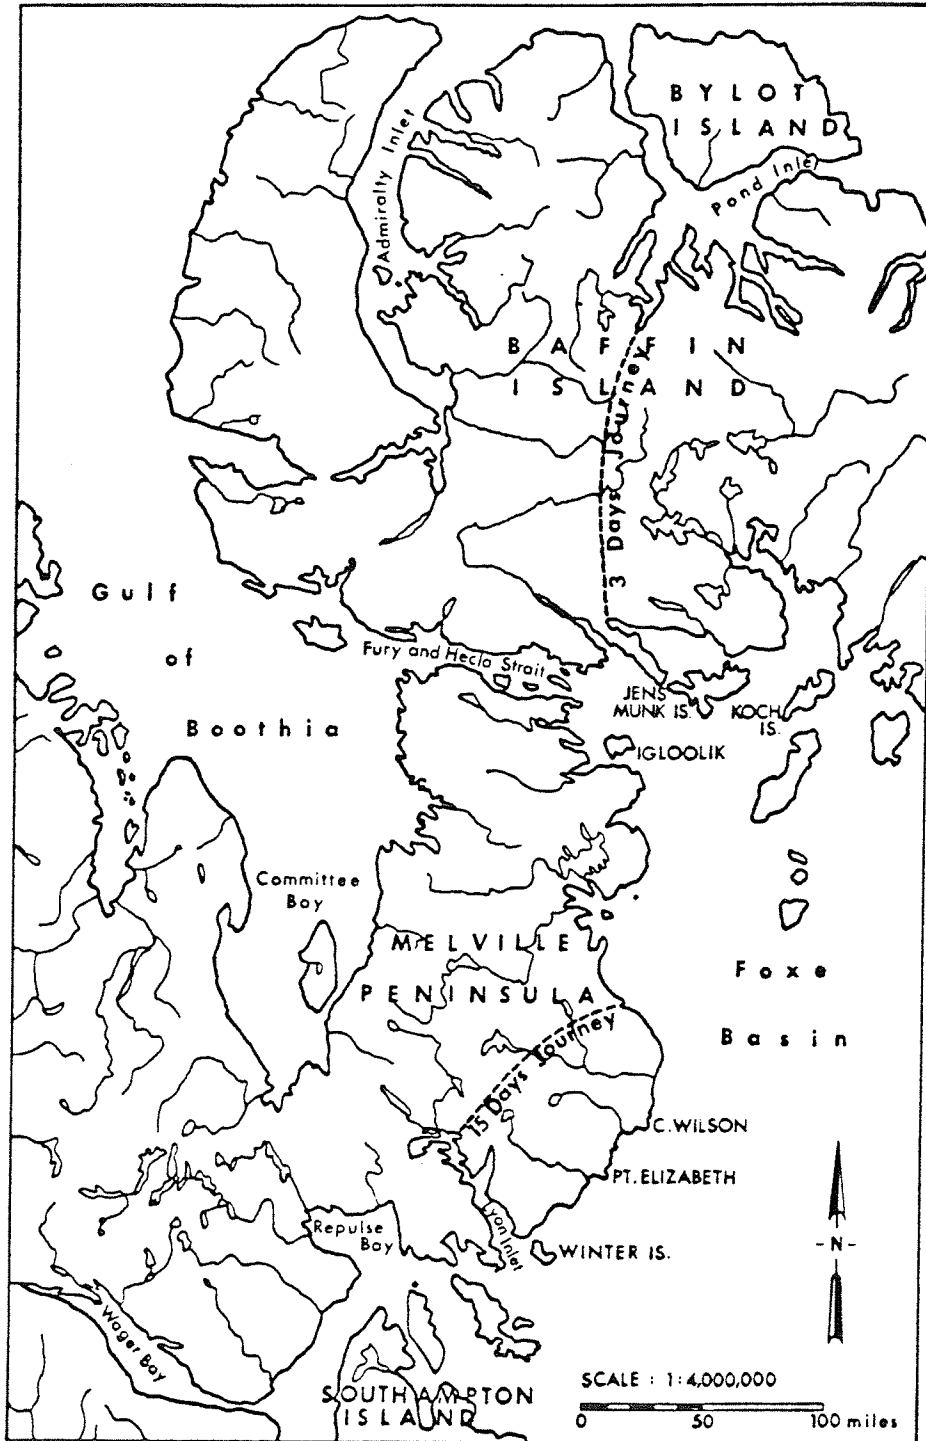 BYLOT
ISLAND
Admiralty Inlet
Pond Inlet
BAFFIN
ISLAND
3 Days Journey
Gulf
of
Boothia
Fury and Hecla Strait
JENS
MUNK IS.
KOCH
IS.
IGLOOLIK
Committee
Bay
MELVILLE
PENINSULA
Foxe
Basin
15 Days Journey
C. WILSON
PT. ELIZABETH
Repulse
Bay
Lyon Inlet
WINTER IS.
-N-
Wager Bay
SOUTHAMPTON
ISLAND
SCALE : 1:4,000,000
0 50 100 miles